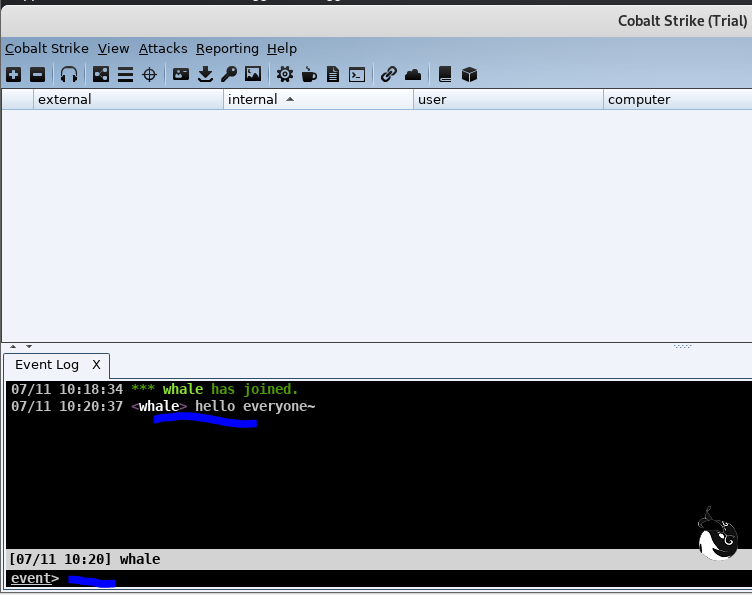 Cobalt Strike (Trial)
Cobalt Strike View Attacks Reporting Help
external internal user computer
Event Log X
07/11 10:18:34 *** whale has joined.
07/11 10:20:37 <whale> hello everyone~
[07/11 10:20] whale
event>